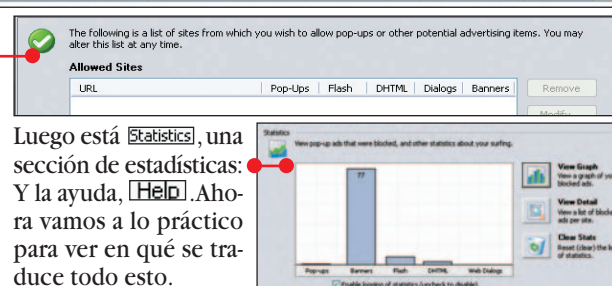 The following is a list of sites from which you wish to allow pop-ups or other potential advertising items. You may
alter this list at any time.
Allowed Sites
URL Pop-Ups Flash DHTML Dialogs Banners Remove
Modify
Luego está Statistics, una
sección de estadísticas:
Y la ayuda, Help. Aho-
ra vamos a lo práctico
para ver en qué se tra-
duce todo esto.
Statistics
View pop-up ads that were blocked, and other statistics about your surfing.
77
Pop-ups Banners Flash DHTML Web Dialogs
Enable logging of statistics (uncheck to disable)
View Graph
View a graph of
blocked ads.
View Detail
View a list of
ads per site.
Clear Stats
Reset (clear) the
of statistics.